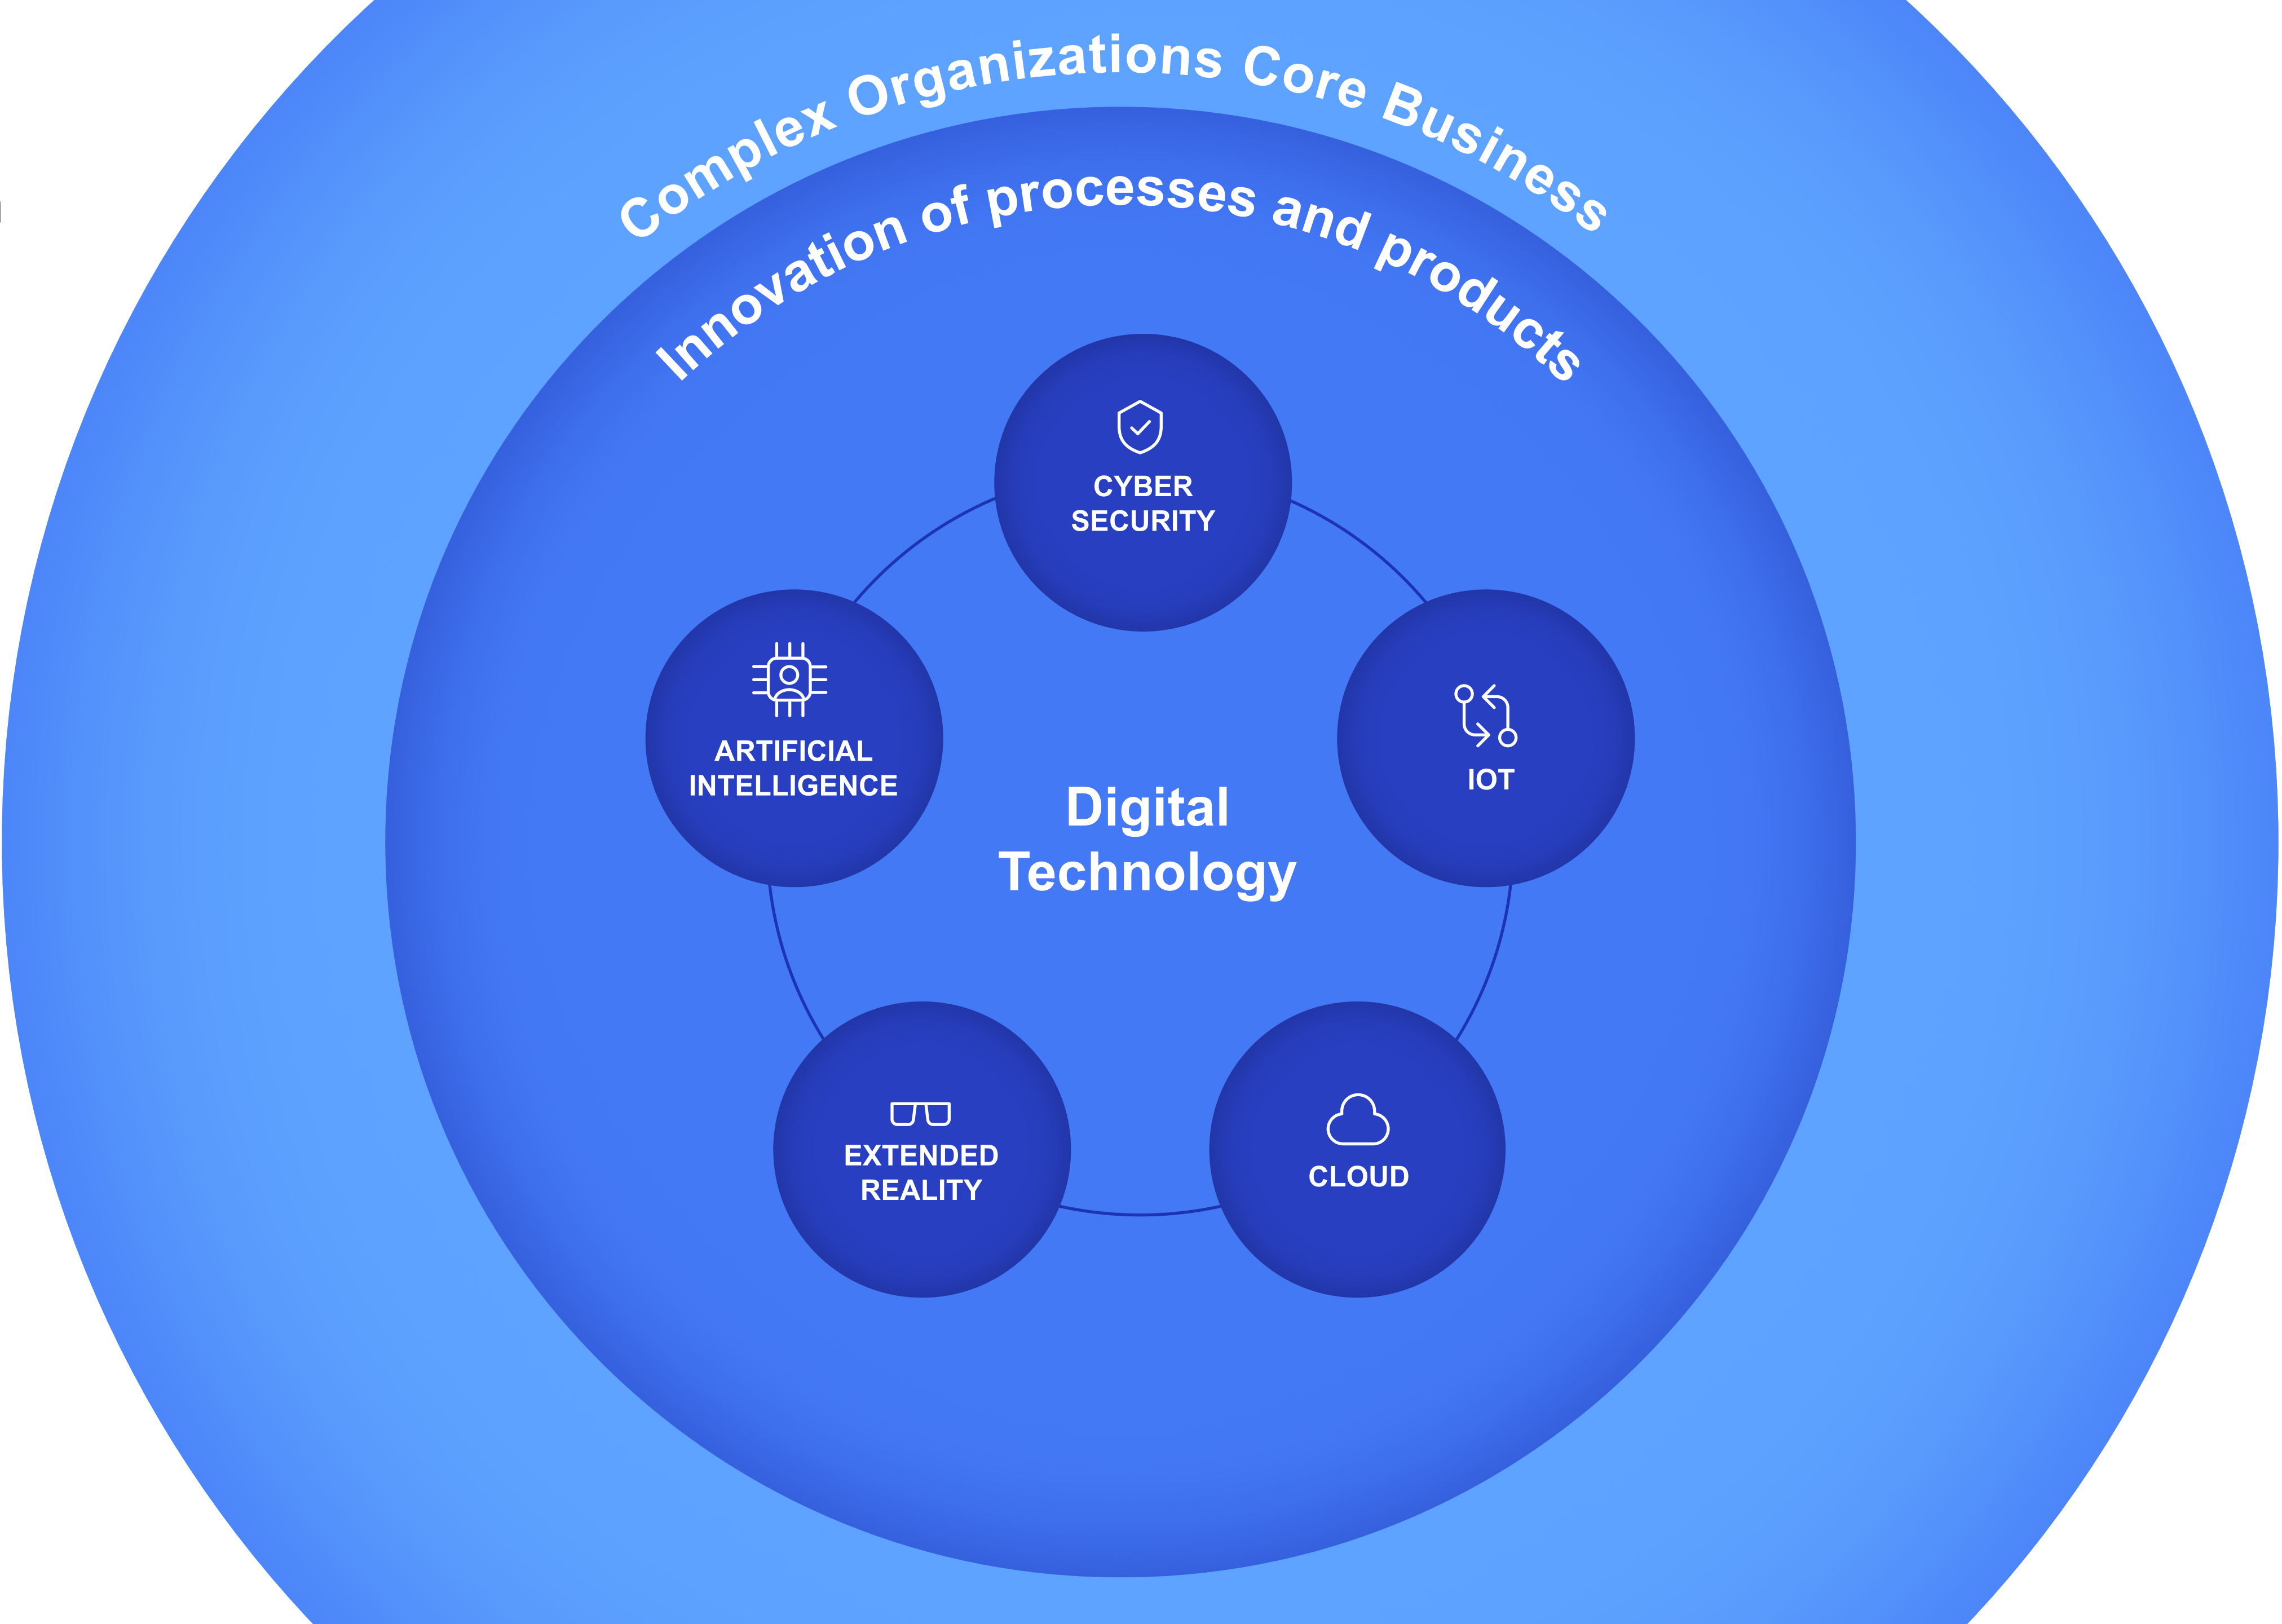 Complex Organizations Core Business
Innovation of processes and products
CYBER
SECURITY
ARTIFICIAL
INTELLIGENCE
IOT
Digital
Technology
EXTENDED
REALITY
CLOUD